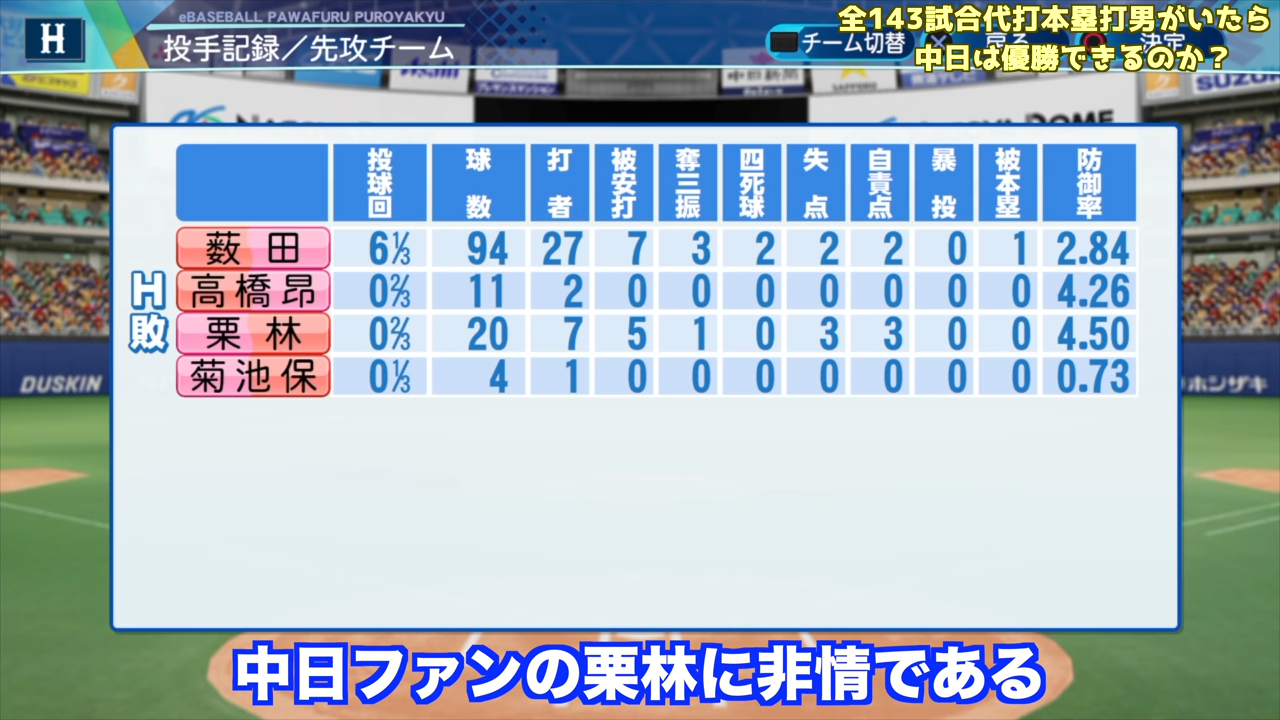 全143試合代打本塁打男がいたら
中日は優勝できるのか？
H
eBASEBALL PAWAFURU PUROYAKYU
投手記録／先攻チーム
チーム切替 戻る 決定
投球回 球数 打者 被安打 奪三振 四死球 失点 自責点 暴投 被本塁 防御率
薮田 6⅓ 94 27 7 3 2 2 2 0 1 2.84
H 高橋昂 0⅔ 11 2 0 0 0 0 0 0 0 4.26
敗 栗林 0⅔ 20 7 5 1 0 3 3 0 0 4.50
菊池保 0⅓ 4 1 0 0 0 0 0 0 0 0.73
DUSKIN
ホシザキ
中日ファンの栗林に非情である